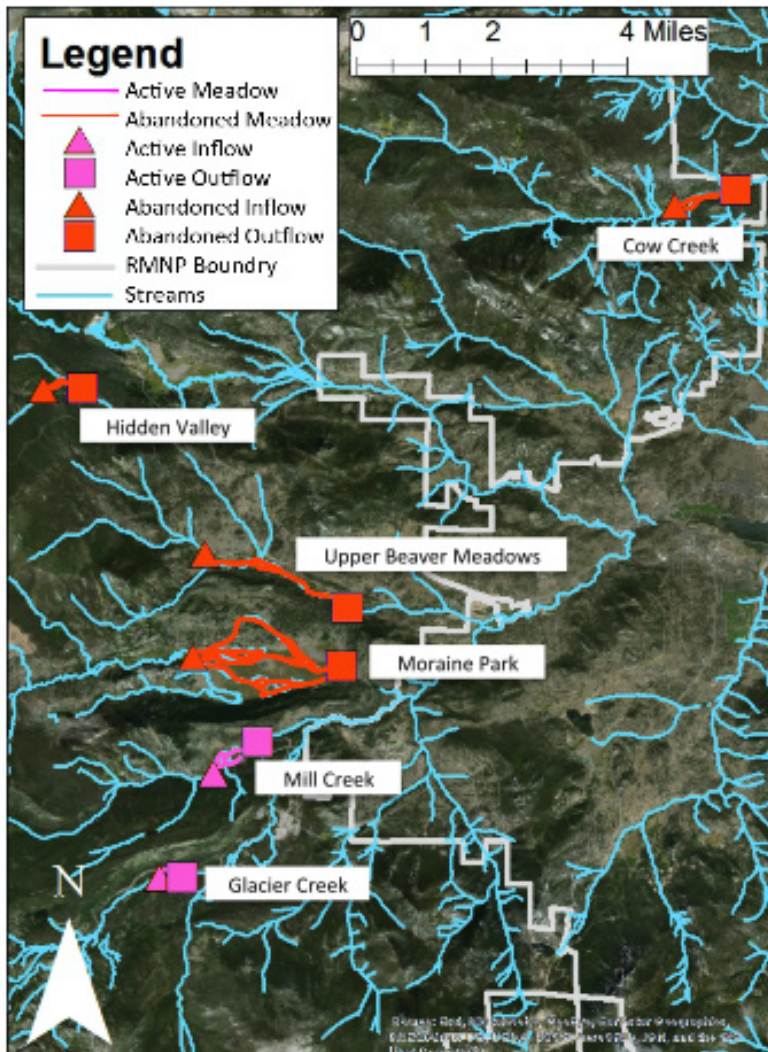 Legend
Active Meadow
Abandoned Meadow
Active Inflow
Active Outflow
Abandoned Inflow
Abandoned Outflow
RMNP Boundry
Streams
0 1 2 4 Miles
Cow Creek
Hidden Valley
Upper Beaver Meadows
Moraine Park
Mill Creek
Glacier Creek
N